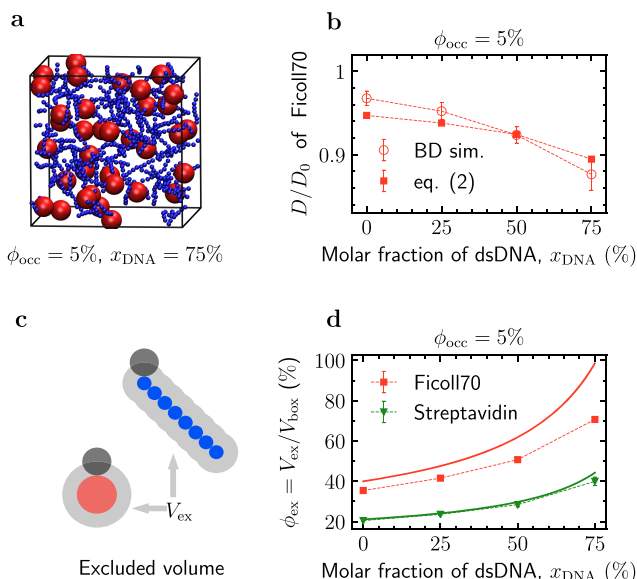 a
ϕocc = 5%, xDNA = 75%
b
ϕocc = 5%
D/D0 of Ficoll70
1
0.9
BD sim.
eq. (2)
0 25 50 75
Molar fraction of dsDNA, xDNA (%)
c
Vex
Excluded volume
d
ϕocc = 5%
ϕex = Vex/Vbox (%)
100
80
60
40
20
Ficoll70
Streptavidin
0 25 50 75
Molar fraction of dsDNA, xDNA (%)